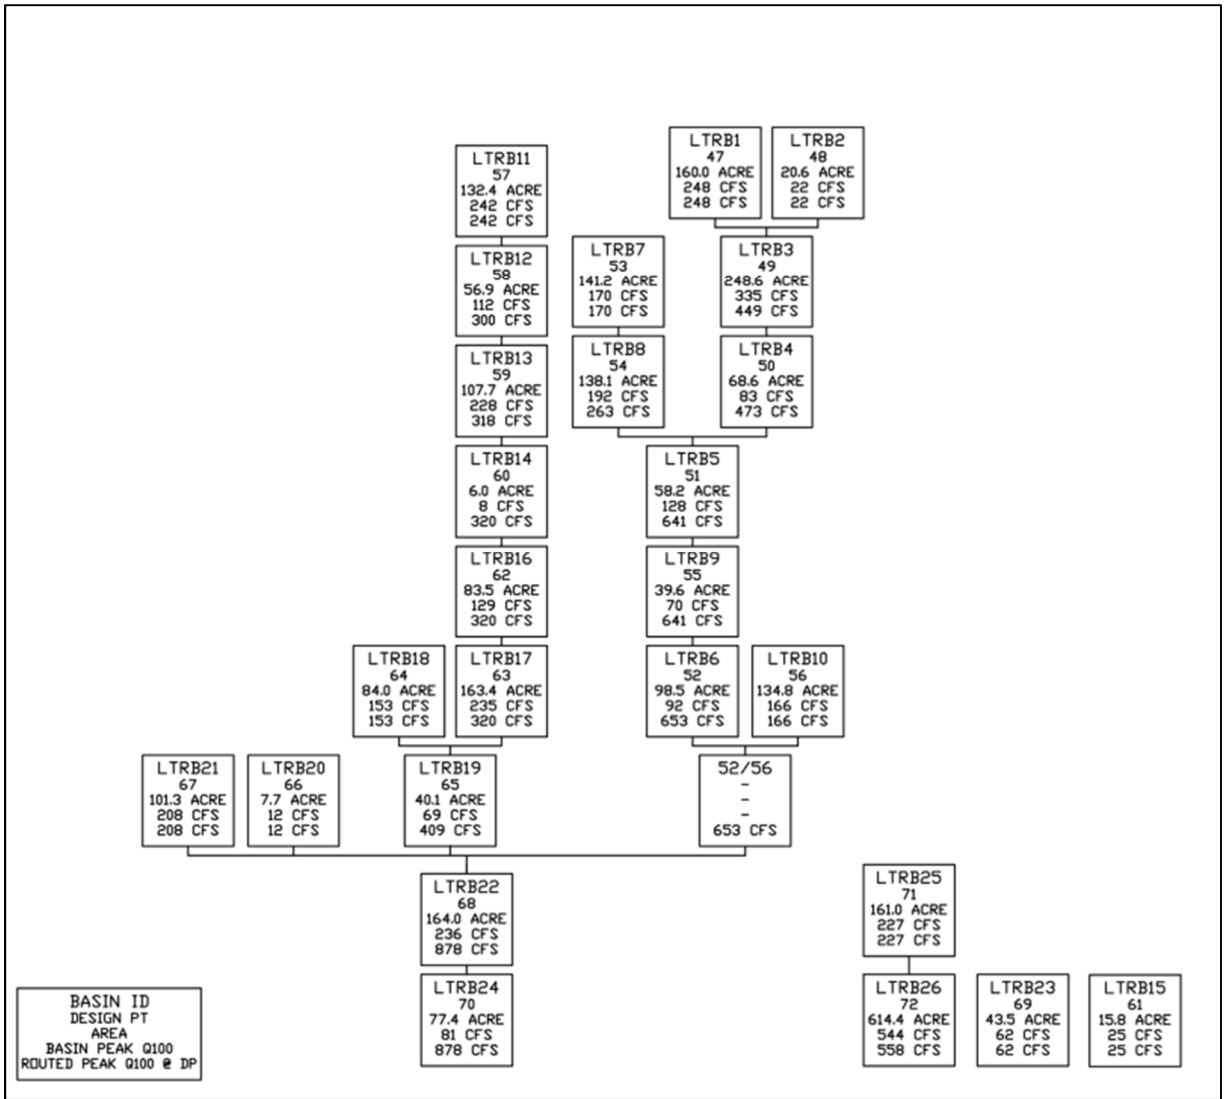 LTRB1
47
160.0 ACRE
248 CFS
248 CFS
LTRB2
48
20.6 ACRE
22 CFS
22 CFS
LTRB11
57
132.4 ACRE
242 CFS
242 CFS
LTRB12
58
56.9 ACRE
112 CFS
300 CFS
LTRB7
53
141.2 ACRE
170 CFS
170 CFS
LTRB3
49
248.6 ACRE
335 CFS
449 CFS
LTRB13
59
107.7 ACRE
228 CFS
318 CFS
LTRB8
54
138.1 ACRE
192 CFS
263 CFS
LTRB4
50
68.6 ACRE
83 CFS
473 CFS
LTRB14
60
6.0 ACRE
8 CFS
320 CFS
LTRB5
51
58.2 ACRE
128 CFS
641 CFS
LTRB16
62
83.5 ACRE
129 CFS
320 CFS
LTRB9
55
39.6 ACRE
70 CFS
641 CFS
LTRB18
64
84.0 ACRE
153 CFS
153 CFS
LTRB17
63
163.4 ACRE
235 CFS
320 CFS
LTRB6
52
98.5 ACRE
92 CFS
653 CFS
LTRB10
56
134.8 ACRE
166 CFS
166 CFS
LTRB21
67
101.3 ACRE
208 CFS
208 CFS
LTRB20
66
7.7 ACRE
12 CFS
12 CFS
LTRB19
65
40.1 ACRE
69 CFS
409 CFS
52/56
-
-
-
653 CFS
LTRB22
68
164.0 ACRE
236 CFS
878 CFS
LTRB25
71
161.0 ACRE
227 CFS
227 CFS
BASIN ID
DESIGN PT
AREA
BASIN PEAK Q100
ROUTED PEAK Q100 @ DP
LTRB24
70
77.4 ACRE
81 CFS
878 CFS
LTRB26
72
614.4 ACRE
544 CFS
558 CFS
LTRB23
69
43.5 ACRE
62 CFS
62 CFS
LTRB15
61
15.8 ACRE
25 CFS
25 CFS